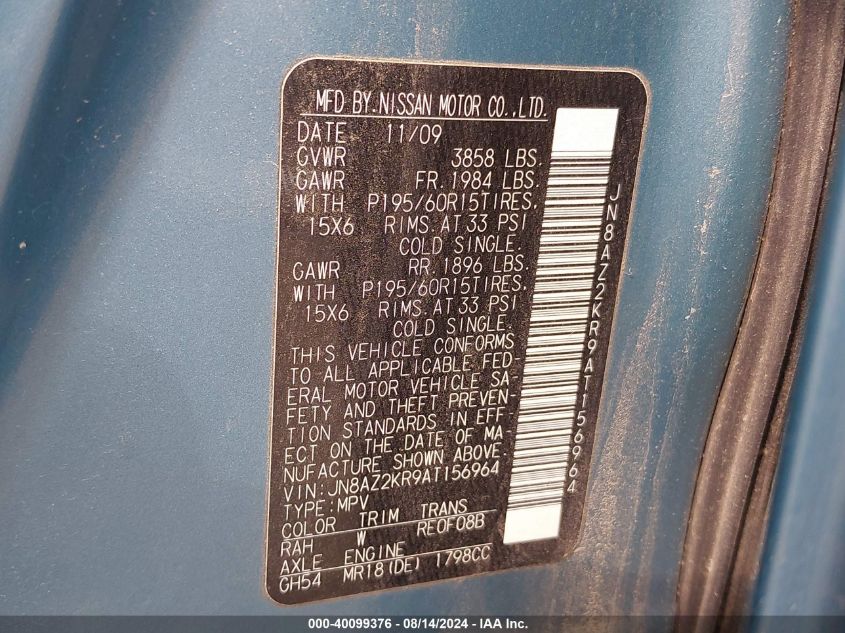 MFD BY NISSAN MOTOR CO.,LTD.
DATE 11/09
GVWR 3858 LBS.
GAWR FR. 1984 LBS.
WITH P195/60R15TIRES,
15X6 RIMS. AT 33 PSI
COLD SINGLE.
GAWR RR. 1896 LBS.
WITH P195/60R15TIRES,
15X6 RIMS. AT 33 PSI
COLD SINGLE.
THIS VEHICLE CONFORMS
TO ALL APPLICABLE FED-
ERAL MOTOR VEHICLE SA-
FETY AND THEFT PREVEN-
TION STANDARDS IN EFF-
ECT ON THE DATE OF MA-
NUFACTURE SHOWN ABOVE.
VIN: JN8AZ2KR9AT156964
TYPE: MPV
COLOR TRIM TRANS
RAH W RE0F08B
AXLE ENGINE
GH54 MR18 (DE) 1798CC
JN8AZ2KR9AT156964
000-40099376 - 08/14/2024 - IAA Inc.